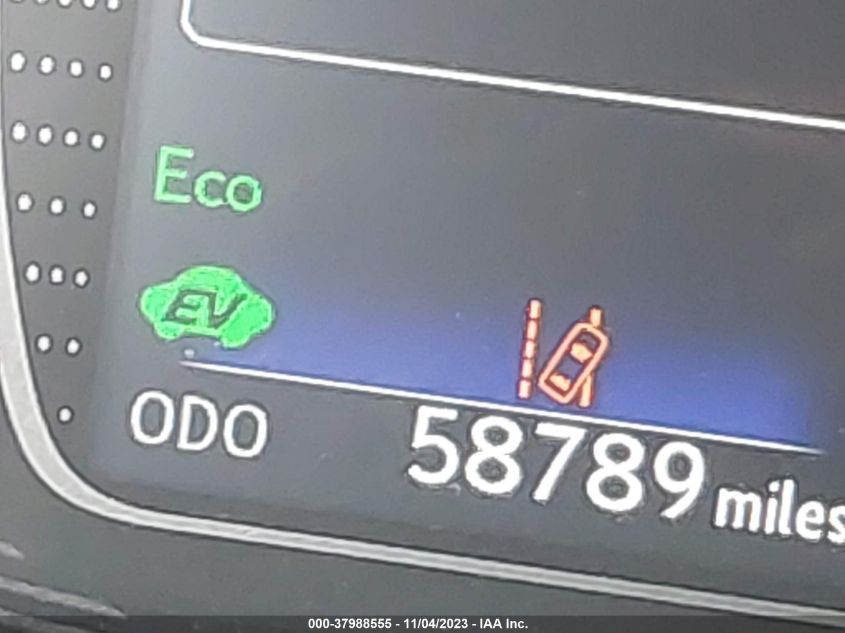 Eco
EV
ODO 58789 miles
000-37988555 - 11/04/2023 - IAA Inc.